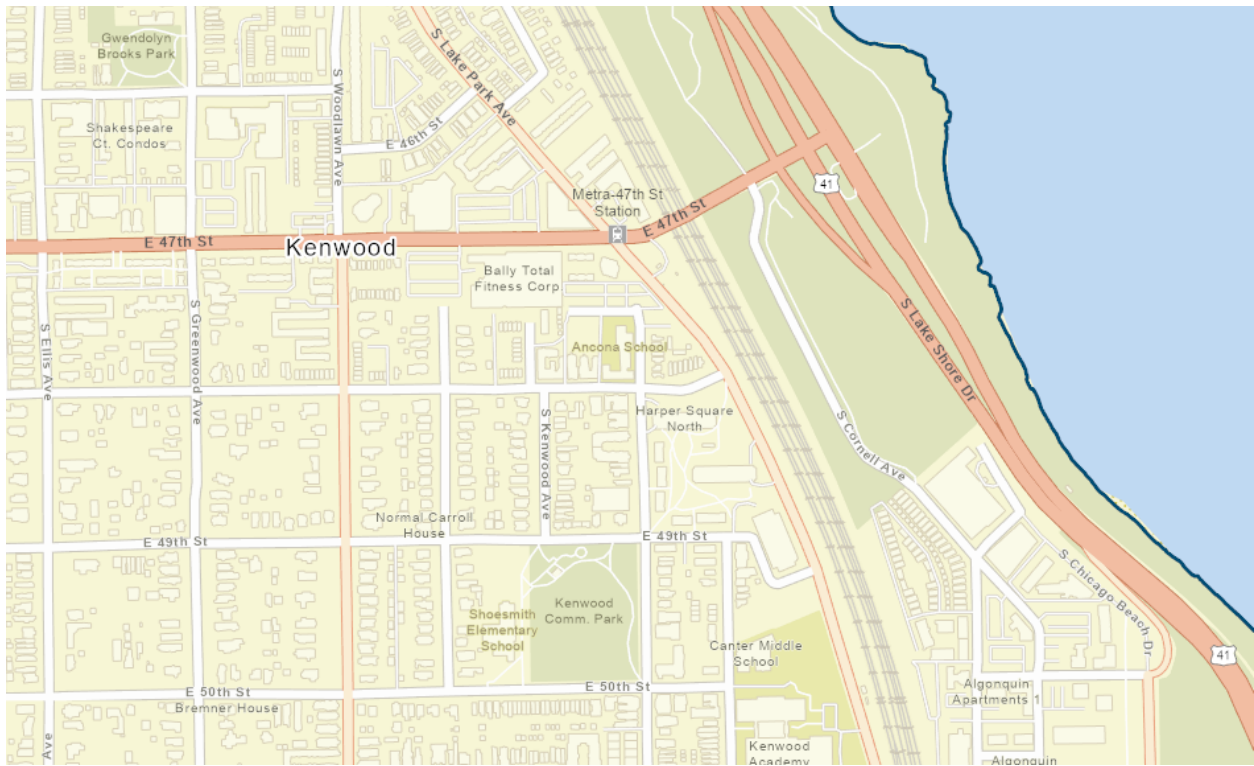 Gwendolyn
Brooks Park
S Lake Park Ave
S Woodlawn Ave
Shakespeare
Ct. Condos
E 46th St
41
Metra-47th St
Station
E 47th St
E 47th St
Kenwood
Bally Total
Fitness Corp.
S Ellis Ave
S Greenwood Ave
S Lake Shore Dr
Ancona School
S Kenwood Ave
Harper Square
North
S Cornell Ave
Normal Carroll
House
E 49th St
E 49th St
S Chicago Beach Dr
Kenwood
Comm. Park
Shoesmith
Elementary
School
Canter Middle
School
41
E 50th St
E 50th St
Bremner House
Algonquin
Apartments 1
Ave
Kenwood
Academy
Algonquin